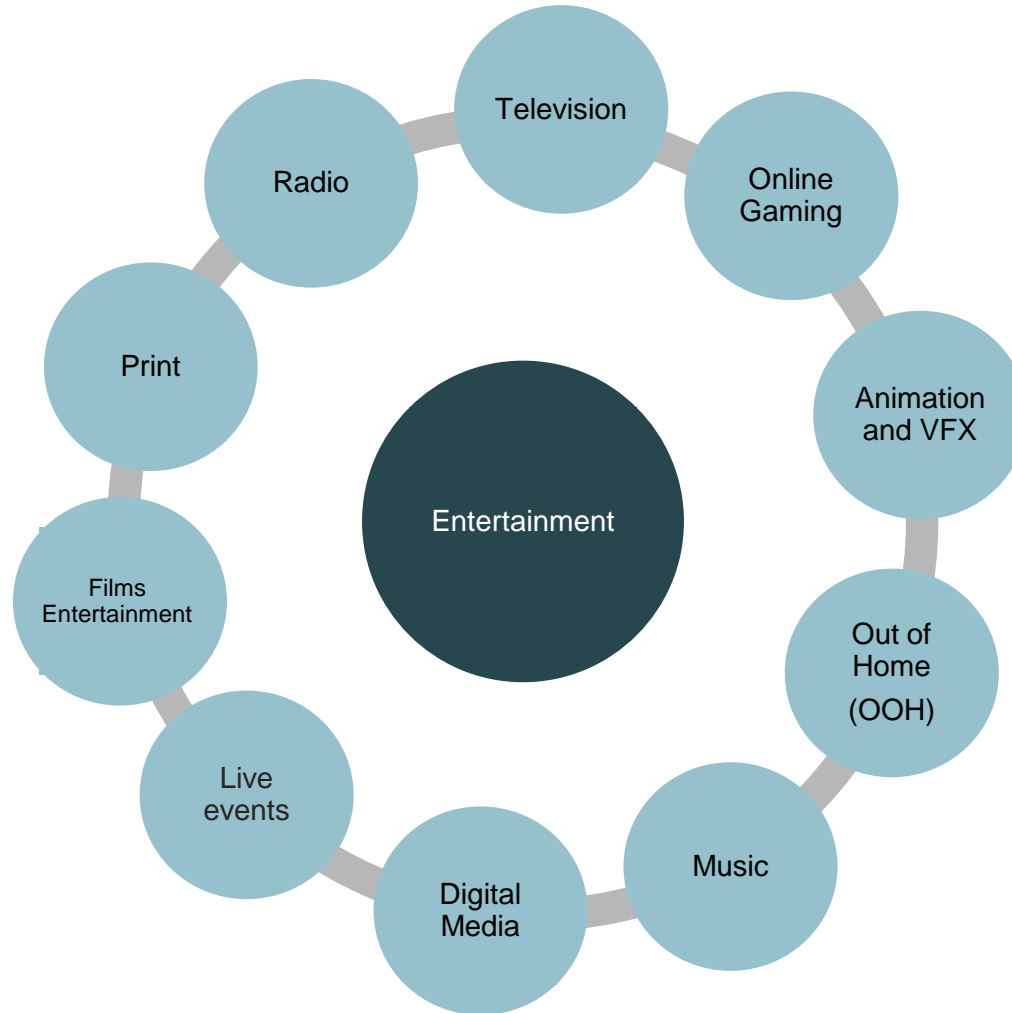 Television
Online
Gaming
Animation
and VFX
Out of
Home
(OOH)
Music
Digital
Media
Live
events
Films
Entertainment
Print
Radio
Entertainment